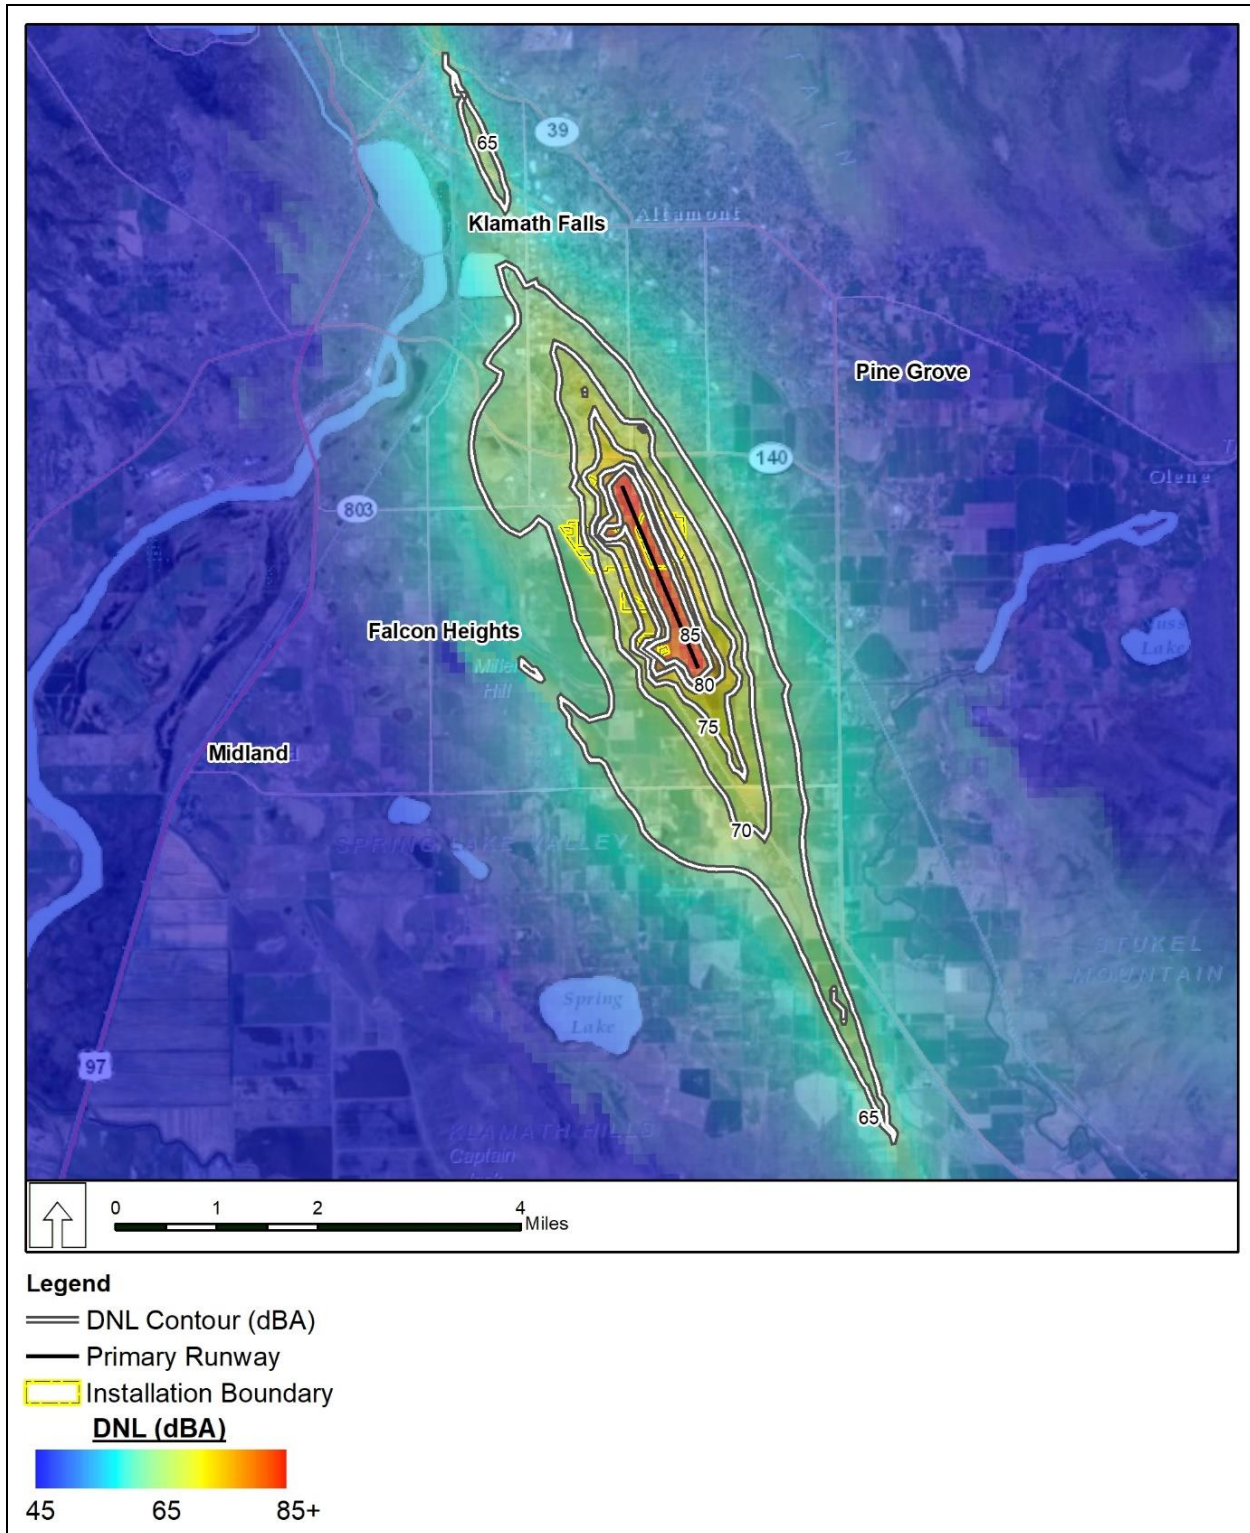 65
39
Klamath Falls
Altamont
Pine Grove
140
Olene
803
Nuss
Lake
Falcon Heights
85
Miller
Hill
80
75
Midland
70
SPRING LAKE VALLEY
STUKEL
MOUNTAIN
Spring
Lake
97
65
KLAMATH HILLS
Captain
0 1 2 4
Miles
Legend
DNL Contour (dBA)
Primary Runway
Installation Boundary
DNL (dBA)
45 65 85+